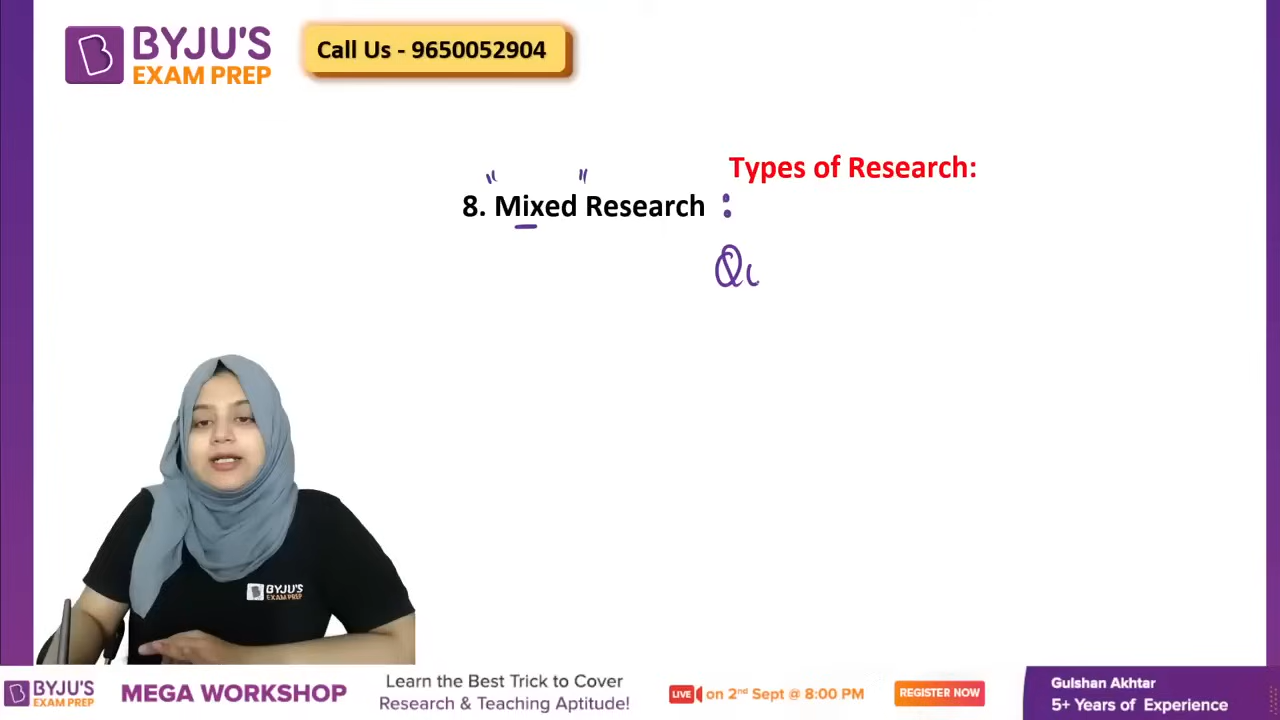 BYJU'S
EXAM PREP
Call Us - 9650052904
Types of Research:
8. "Mixed" Research :
Qu
BYJU'S
EXAM PREP
BYJU'S
EXAM PREP
MEGA WORKSHOP
Learn the Best Trick to Cover
Research & Teaching Aptitude!
LIVE on 2nd Sept @ 8:00 PM
REGISTER NOW
Gulshan Akhtar
5+ Years of Experience